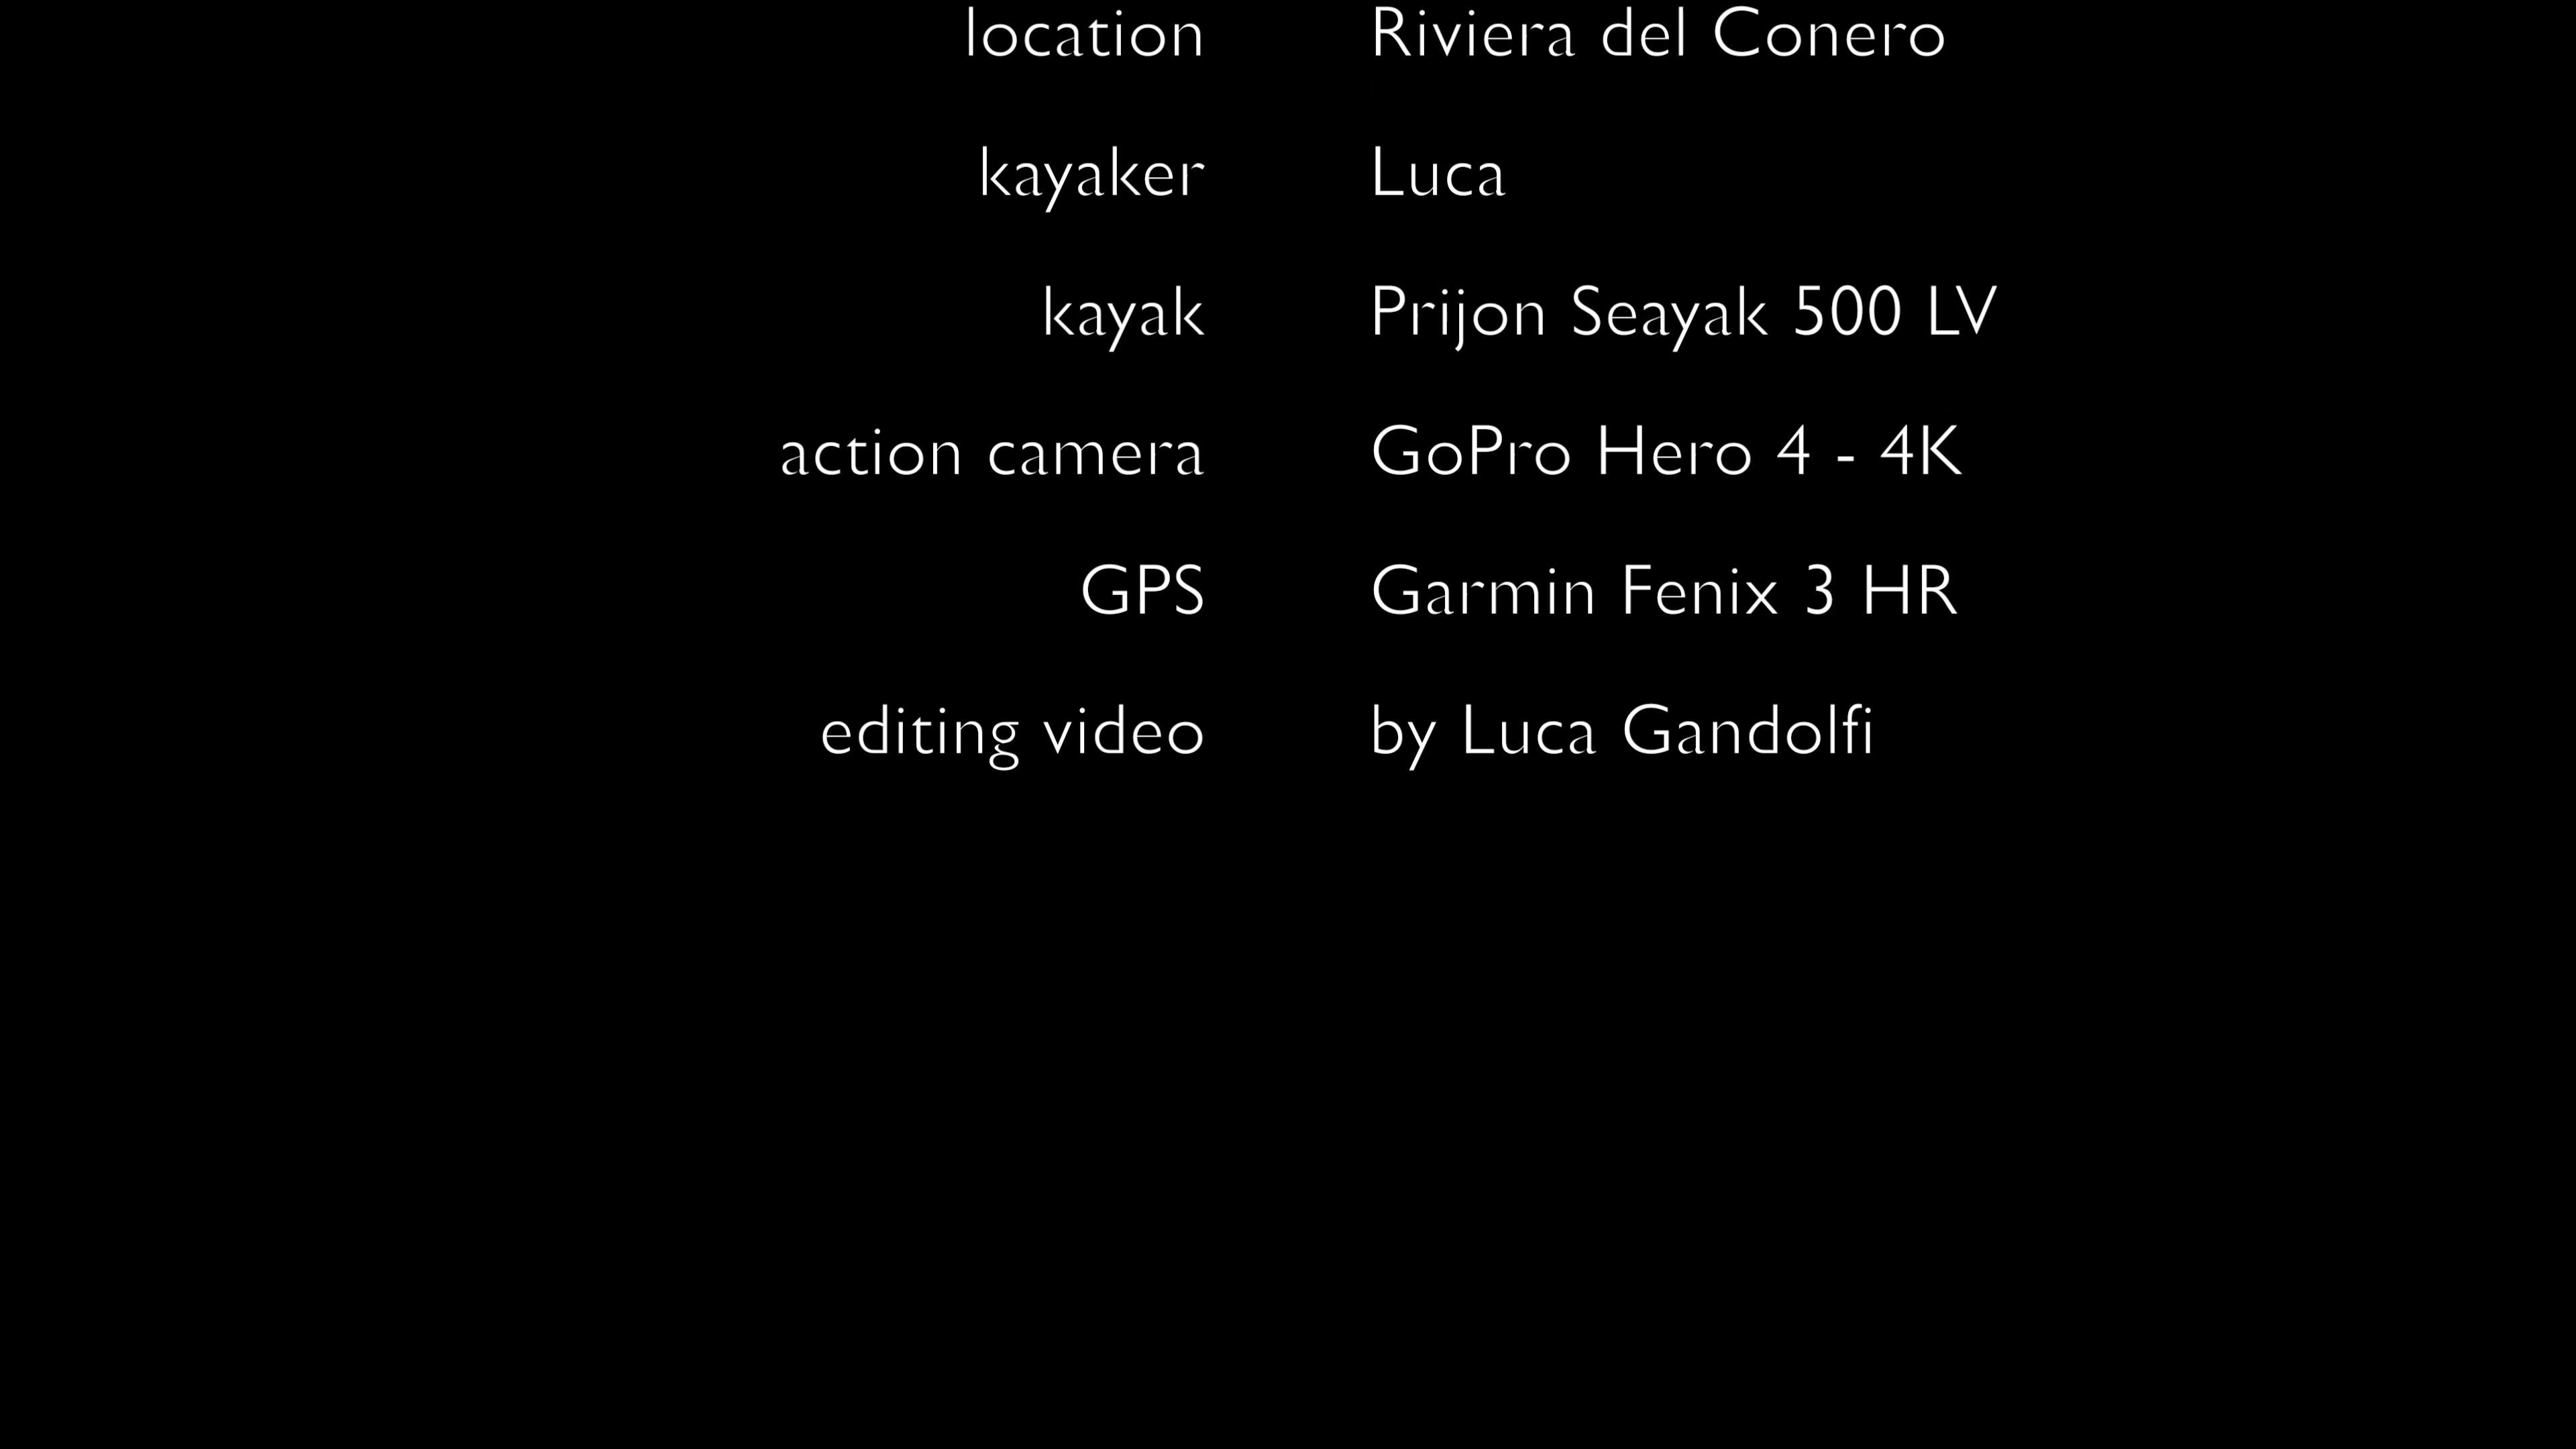 location Riviera del Conero
kayaker Luca
kayak Prijon Seayak 500 LV
action camera GoPro Hero 4 - 4K
GPS Garmin Fenix 3 HR
editing video by Luca Gandolfi